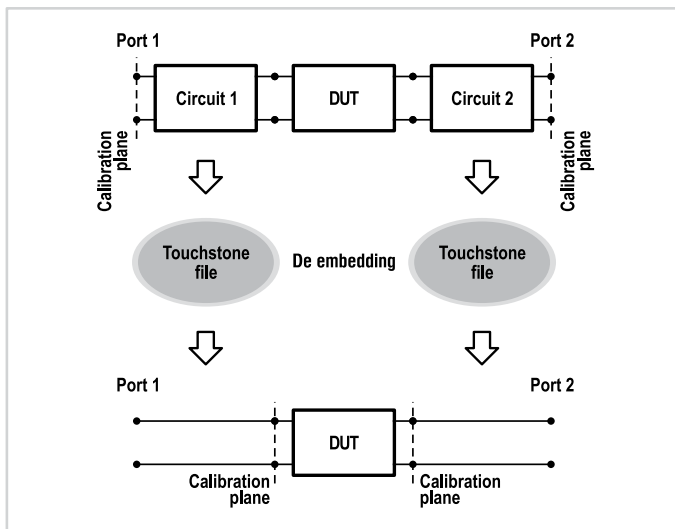 Port 1
Port 2
Circuit 1
DUT
Circuit 2
Calibration
plane
Calibration
plane
Touchstone
file
De embedding
Touchstone
file
Port 1
Port 2
DUT
Calibration
plane
Calibration
plane